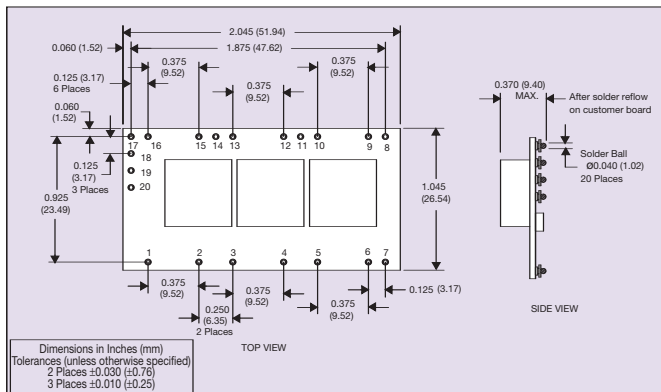 2.045 (51.94)
0.060 (1.52)
1.875 (47.62)
0.375
(9.52)
0.375
(9.52)
0.375
(9.52)
0.125 (3.17)
6 Places
0.060
(1.52)
17 16 15 14 13 12 11 10 9 8
18
19
20
0.125
(3.17)
3 Places
0.925
(23.49)
1.045
(26.54)
1 2 3 4 5 6 7
0.375
(9.52)
0.250
(6.35)
2 Places
0.375
(9.52)
0.375
(9.52)
0.125 (3.17)
TOP VIEW
0.370 (9.40)
MAX.
After solder reflow
on customer board
Solder Ball
Ø0.040 (1.02)
20 Places
SIDE VIEW
Dimensions in Inches (mm)
Tolerances (unless otherwise specified)
2 Places ±0.030 (±0.76)
3 Places ±0.010 (±0.25)